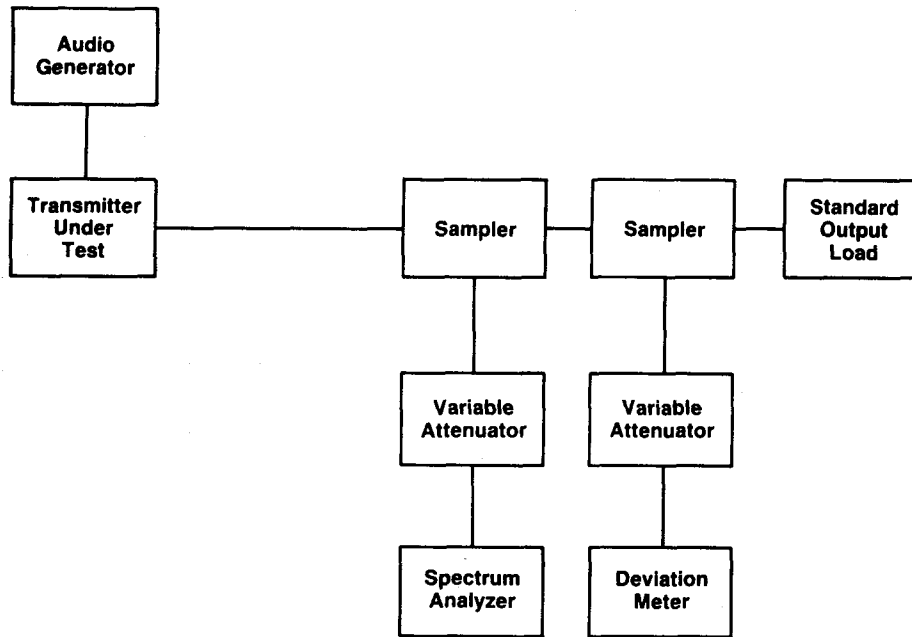 Audio
Generator
Transmitter
Under
Test
Sampler
Sampler
Standard
Output
Load
Variable
Attenuator
Variable
Attenuator
Spectrum
Analyzer
Deviation
Meter